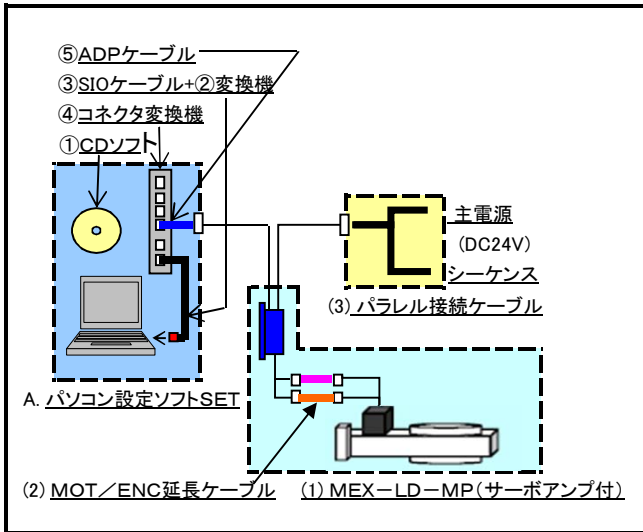 ⑤ADPケーブル
③SIOケーブル+②変換機
④コネクタ変換機
①CDソフト
主電源
(DC24V)
シーケンス
(3) パラレル接続ケーブル
A. パソコン設定ソフトSET
(2) MOT/ENC延長ケーブル
(1) MEX-LD-MP(サーボアンプ付)